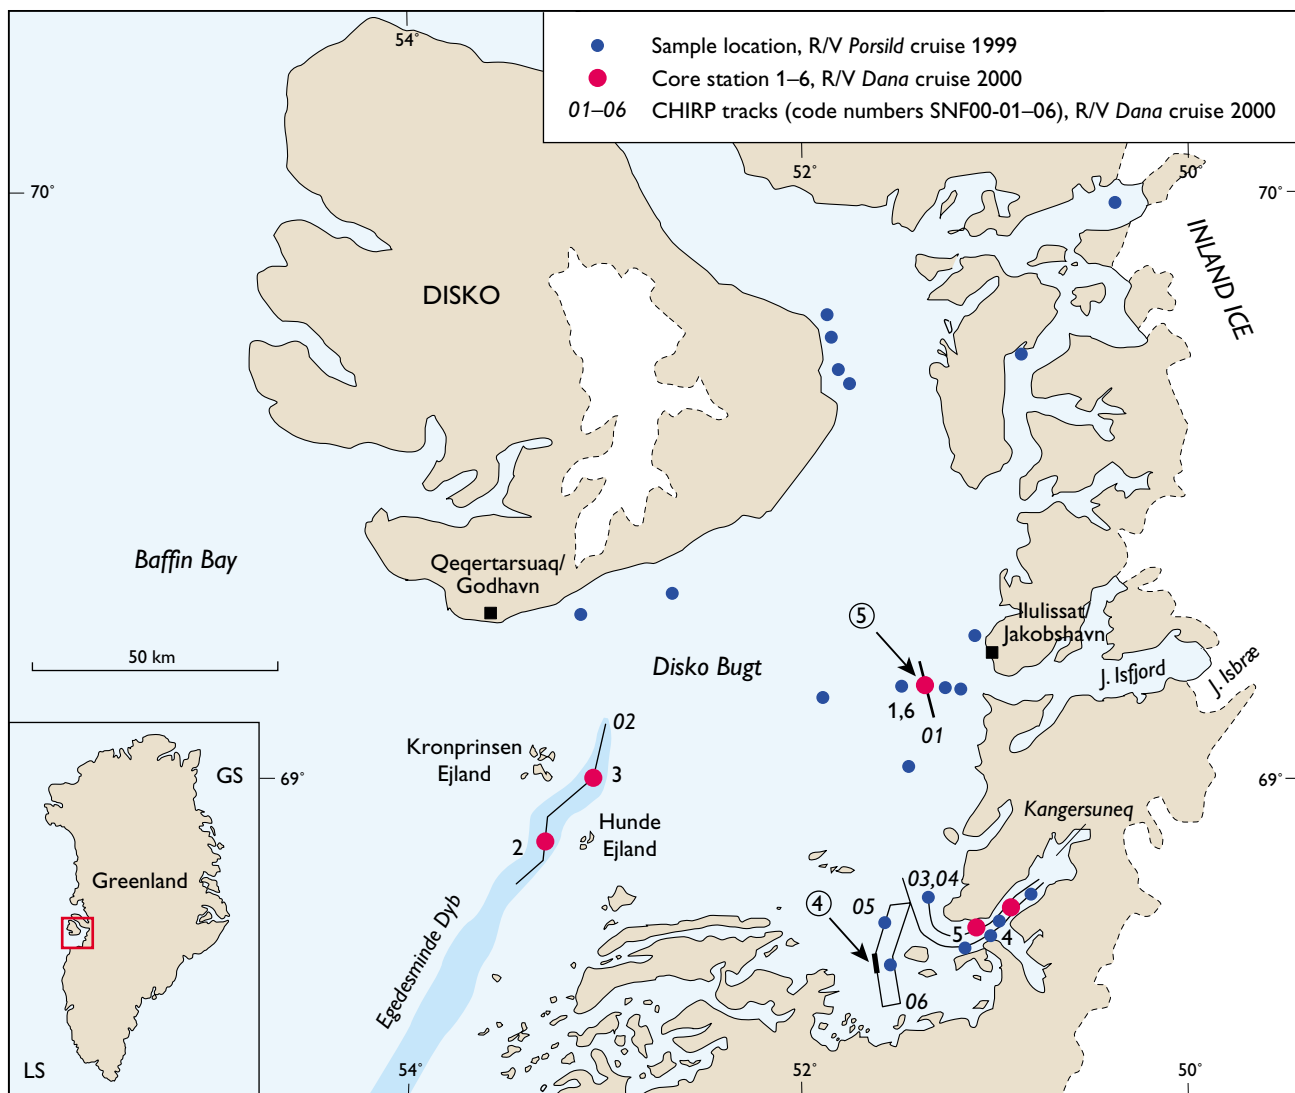 54°
Sample location, R/V Porsild cruise 1999
Core station 1–6, R/V Dana cruise 2000
01–06 CHIRP tracks (code numbers SNF00-01–06), R/V Dana cruise 2000
52°
50°
70°
70°
INLAND ICE
DISKO
Baffin Bay
Qeqertarsuaq/
Godhavn
50 km
Disko Bugt
5
Ilulissat/
Jakobshavn
J. Isfjord
J. Isbræ
1,6
01
02
Kronprinsen
Ejland
3
69°
69°
GS
Greenland
LS
Hunde
Ejland
2
Egedesminde Dyb
Kangersuneq
03,04
05
4
5
4
06
54°
52°
50°